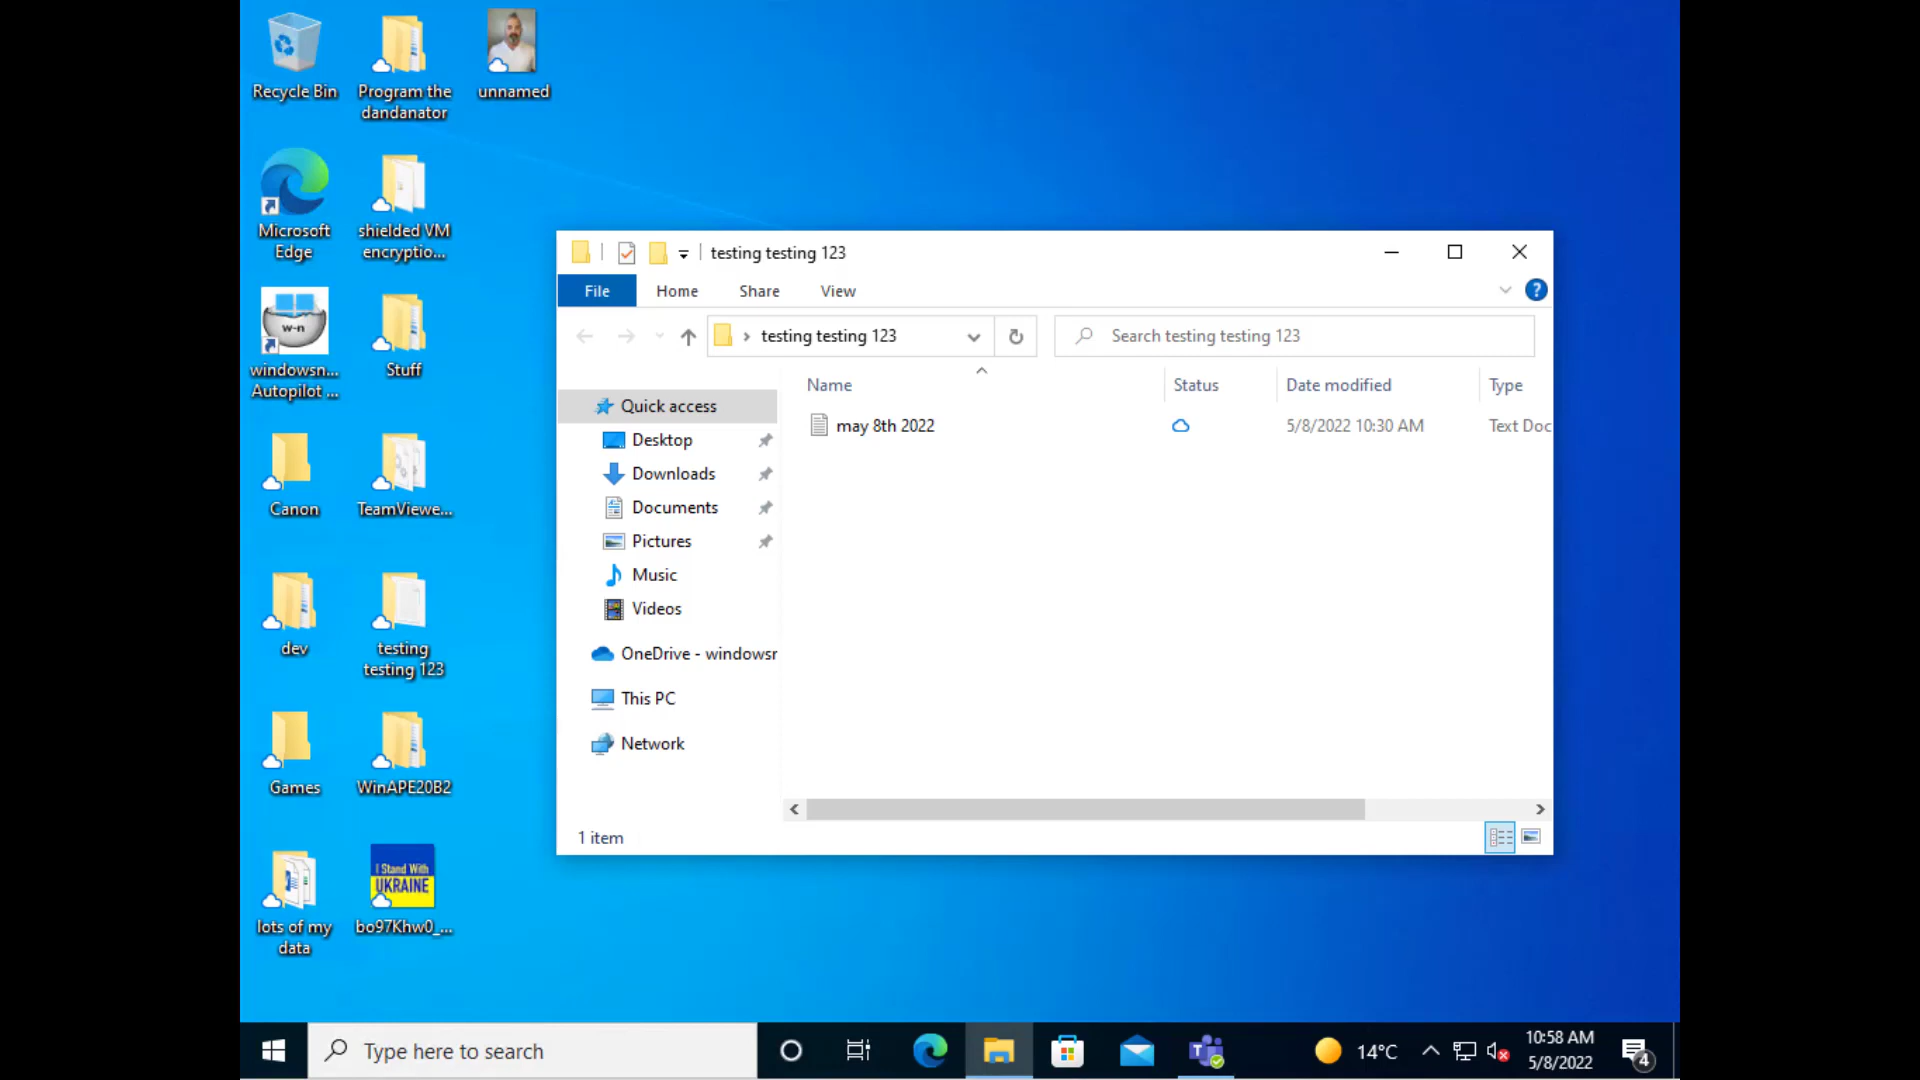 Recycle Bin
Program the
dandanator
unnamed
Microsoft
Edge
shielded VM
encryptio...
w-n
windowsn...
Autopilot ...
Stuff
Canon
TeamViewe...
dev
testing
testing 123
Games
WinAPE20B2
I Stand With
UKRAINE
lots of my
data
bo97Khw0_...
testing testing 123
File
Home
Share
View
?
testing testing 123
Search testing testing 123
Name
Status
Date modified
Type
may 8th 2022
5/8/2022 10:30 AM
Text Doc
Quick access
Desktop
Downloads
Documents
Pictures
Music
Videos
OneDrive - windowsn
This PC
Network
1 item
Type here to search
T
14°C
10:58 AM
5/8/2022
4